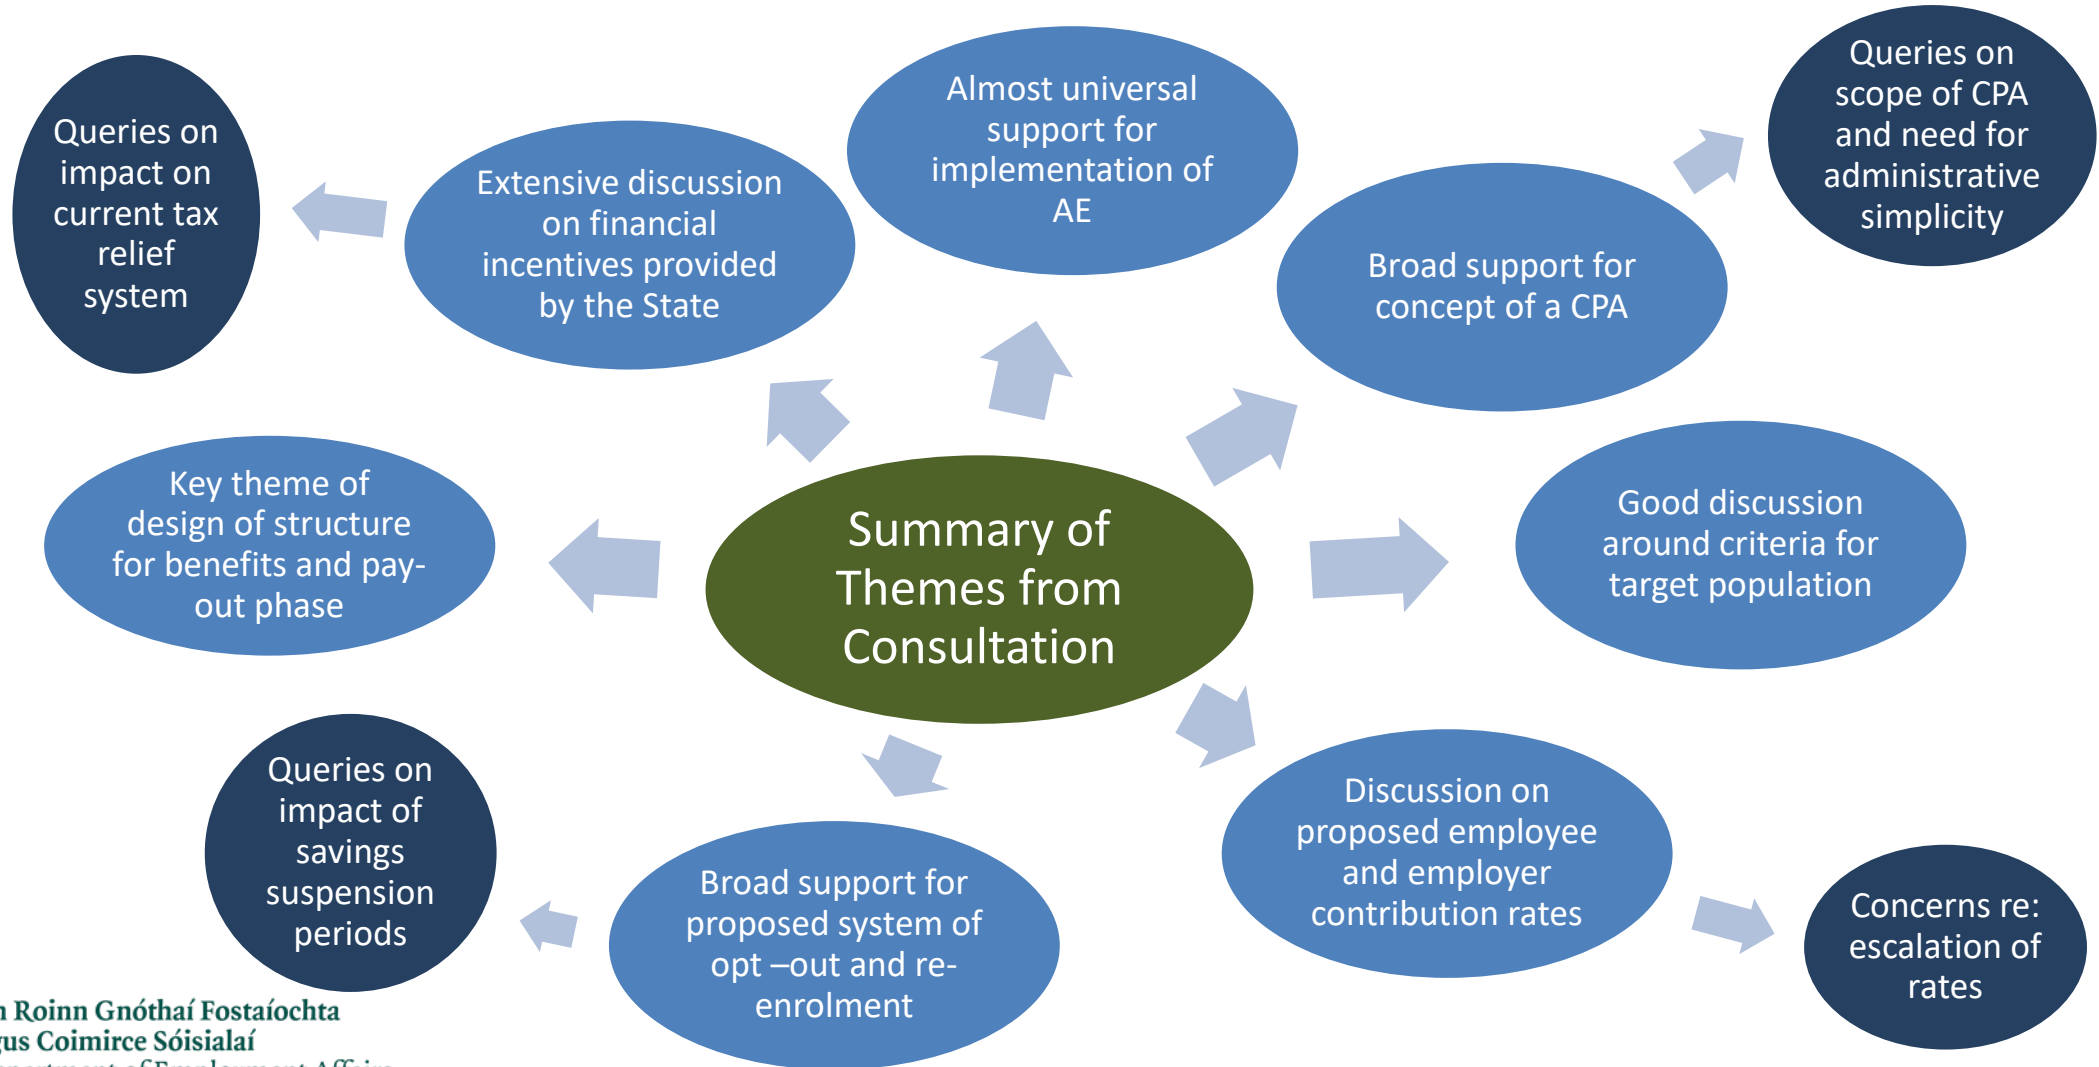 Summary of
Themes from
Consultation
Almost universal
support for
implementation of
AE
Broad support for
concept of a CPA
Queries on
scope of CPA
and need for
administrative
simplicity
Good discussion
around criteria for
target population
Discussion on
proposed employee
and employer
contribution rates
Concerns re:
escalation of
rates
Broad support for
proposed system of
opt –out and re-
enrolment
Queries on
impact of
savings
suspension
periods
Key theme of
design of structure
for benefits and pay-
out phase
Extensive discussion
on financial
incentives provided
by the State
Queries on
impact on
current tax
relief
system
Roinn Gnóthaí Fostaíochta
Coimirce Sóisialaí
of Employment Affairs